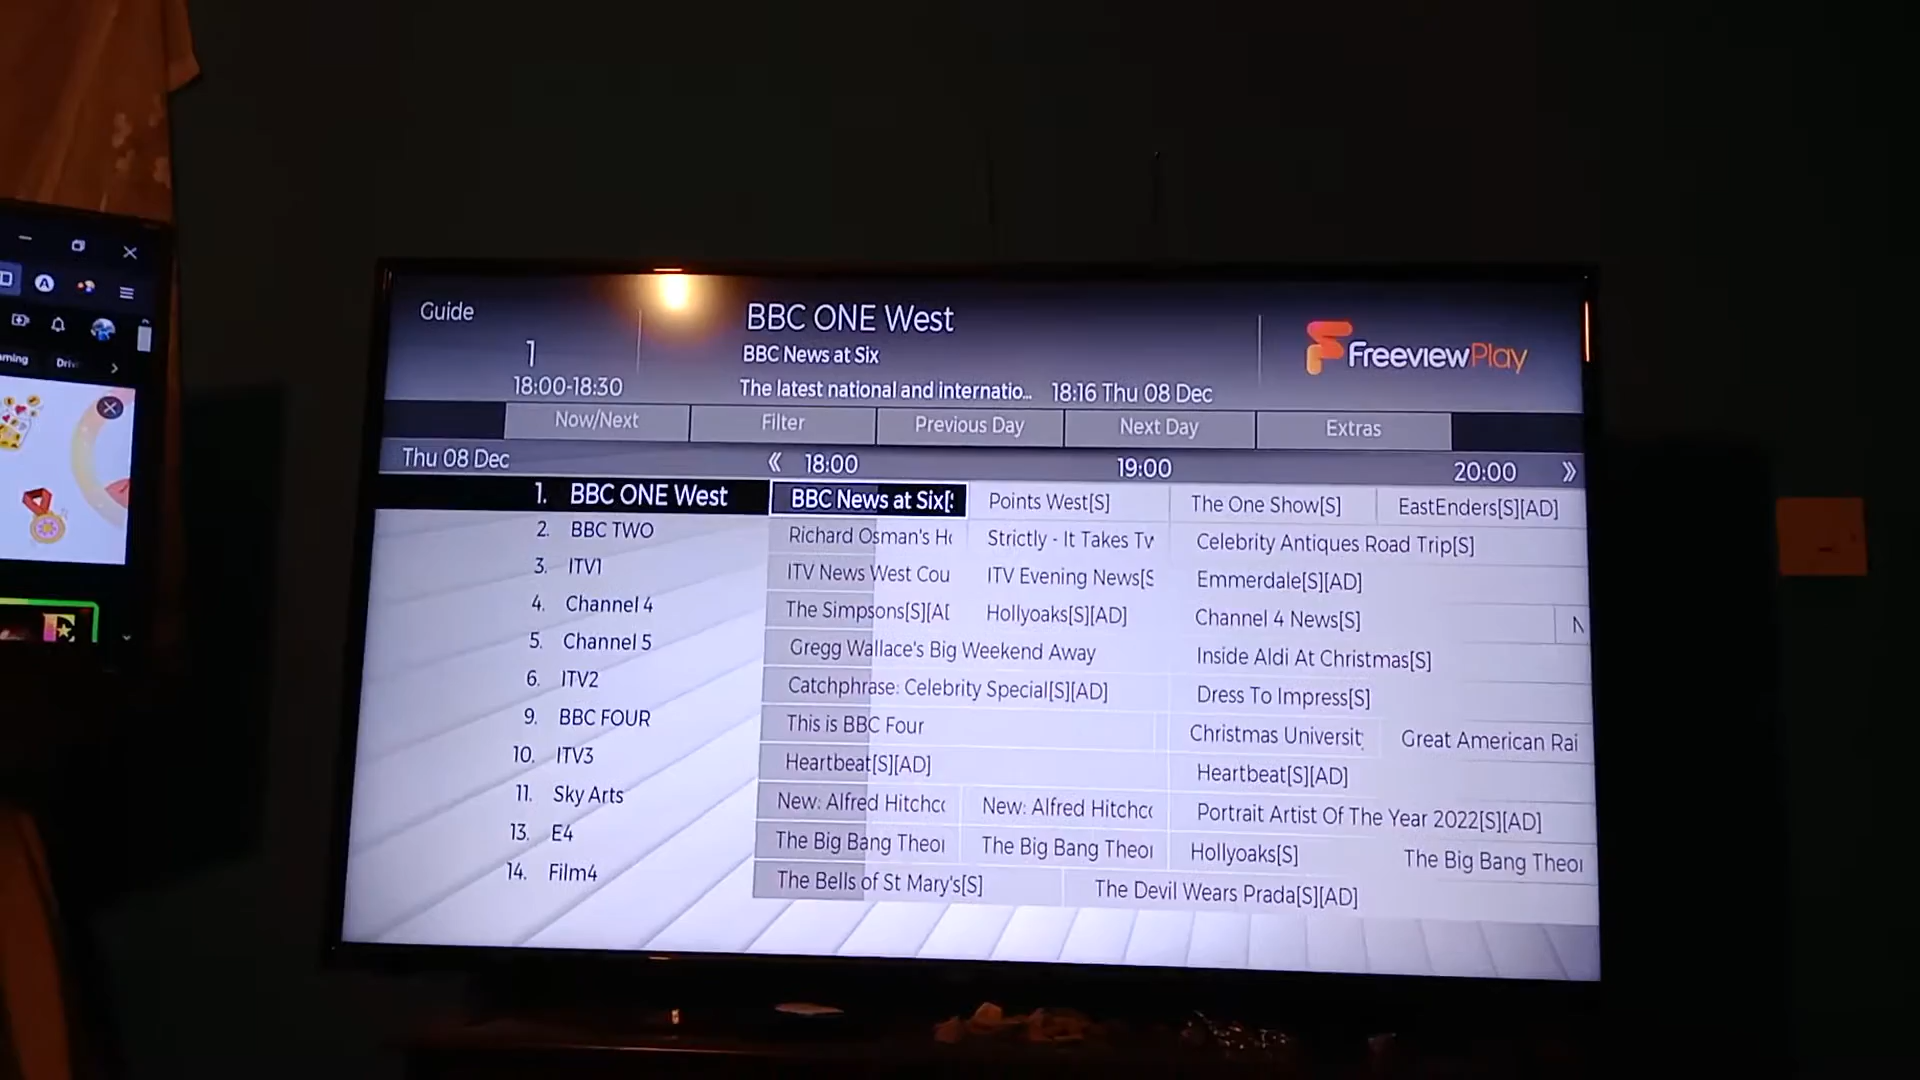 Guide
1
18:00-18:30
BBC ONE West
BBC News at Six
The latest national and internatio... 18:16 Thu 08 Dec
FreeviewPlay
Now/Next Filter Previous Day Next Day Extras
Thu 08 Dec « 18:00 19:00 20:00 »
1. BBC ONE West BBC News at Six[ Points West[S] The One Show[S] EastEnders[S][AD]
2. BBC TWO Richard Osman's Strictly - It Takes Celebrity Antiques Road Trip[S]
3. ITV1 ITV News West Cou ITV Evening News[S Emmerdale[S][AD]
4. Channel 4 The Simpsons[S][A Hollyoaks[S][AD] Channel 4 News[S] N
5. Channel 5 Gregg Wallace's Big Weekend Away Inside Aldi At Christmas[S]
6. ITV2 Catchphrase: Celebrity Special[S][AD] Dress To Impress[S]
9. BBC FOUR This is BBC Four Christmas Universit Great American Rai
10. ITV3 Heartbeat[S][AD] Heartbeat[S][AD]
11. Sky Arts New: Alfred Hitchc New: Alfred Hitchc Portrait Artist Of The Year 2022[S][AD]
13. E4 The Big Bang Theo The Big Bang Theo Hollyoaks[S] The Big Bang Theo
14. Film4 The Bells of St Mary's[S] The Devil Wears Prada[S][AD]
A
aming Driv
E